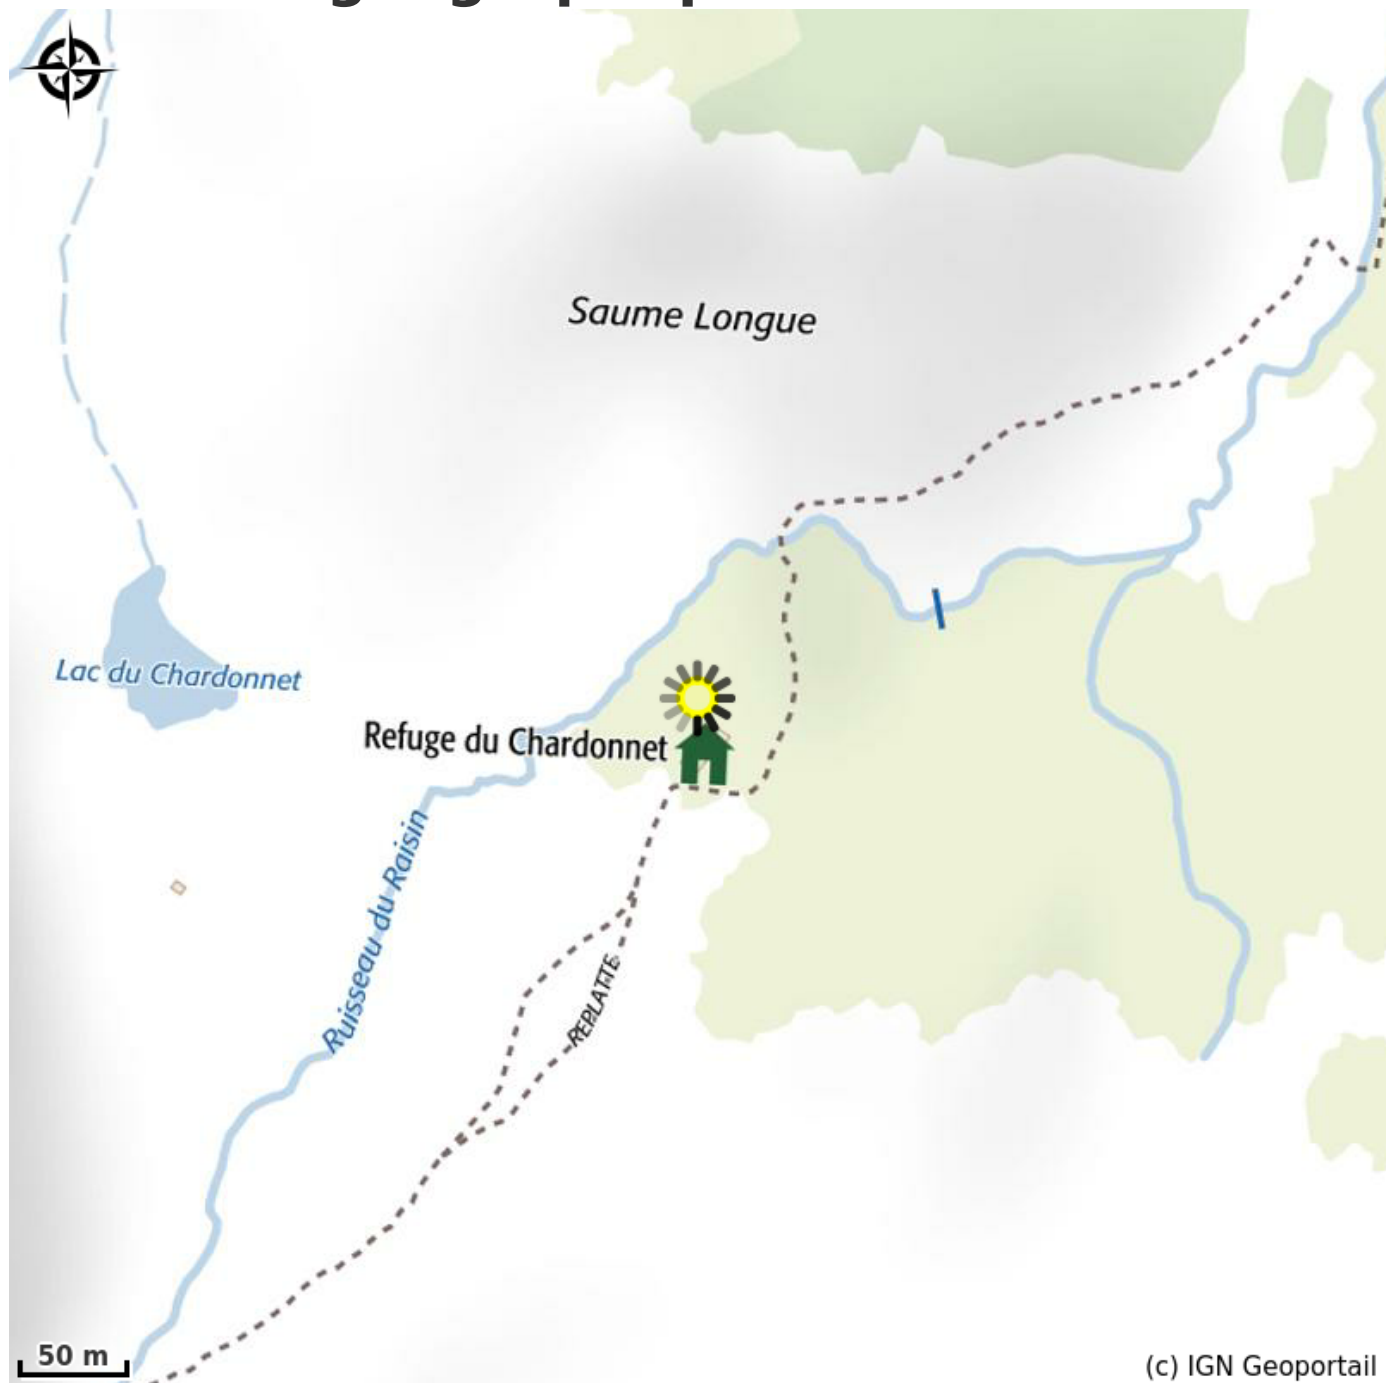 Saume Longue
Lac du Chardonnet
Refuge du Chardonnet
Ruisseau du Raisin
REPLATTE
50 m
(c) IGN Geoportail